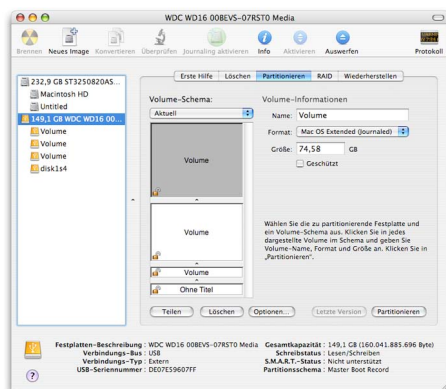 WDC WD16 00BEVS-07RST0 Media
Brennen Neues Image Konvertieren Überprüfen Journaling aktivieren Info Aktivieren Auswerfen Protokoll
232,9 GB ST3250820AS...
Macintosh HD
Untitled
149,1 GB WDC WD16 00...
Volume
Volume
Volume
disk1s4
Erste Hilfe Löschen Partitionieren RAID Wiederherstellen
Volume-Schema:
Aktuell
Volume
Volume
Volume
Ohne Titel
Volume-Informationen
Name: Volume
Format: Mac OS Extended (Journaled)
Größe: 74,58 GB
Geschützt
Wählen Sie die zu partitionierende Festplatte und
ein Volume-Schema aus. Klicken Sie in jedes
dargestellte Volume im Schema und geben Sie
Volume-Name, Format und Größe an. Klicken Sie in
„Partitionieren“.
Teilen Löschen Optionen... Letzte Version Partitionieren
Festplatten-Beschreibung : WDC WD16 00BEVS-07RST0 Media
Verbindungs-Bus : USB
Verbindungs-Typ : Extern
USB-Seriennummer : DE07E59607FF
Gesamtkapazität : 149,1 GB (160.041.885.696 Byte)
Schreibstatus : Lesen/Schreiben
S.M.A.R.T.-Status : Nicht unterstützt
Partitionsschema : Master Boot Record
?